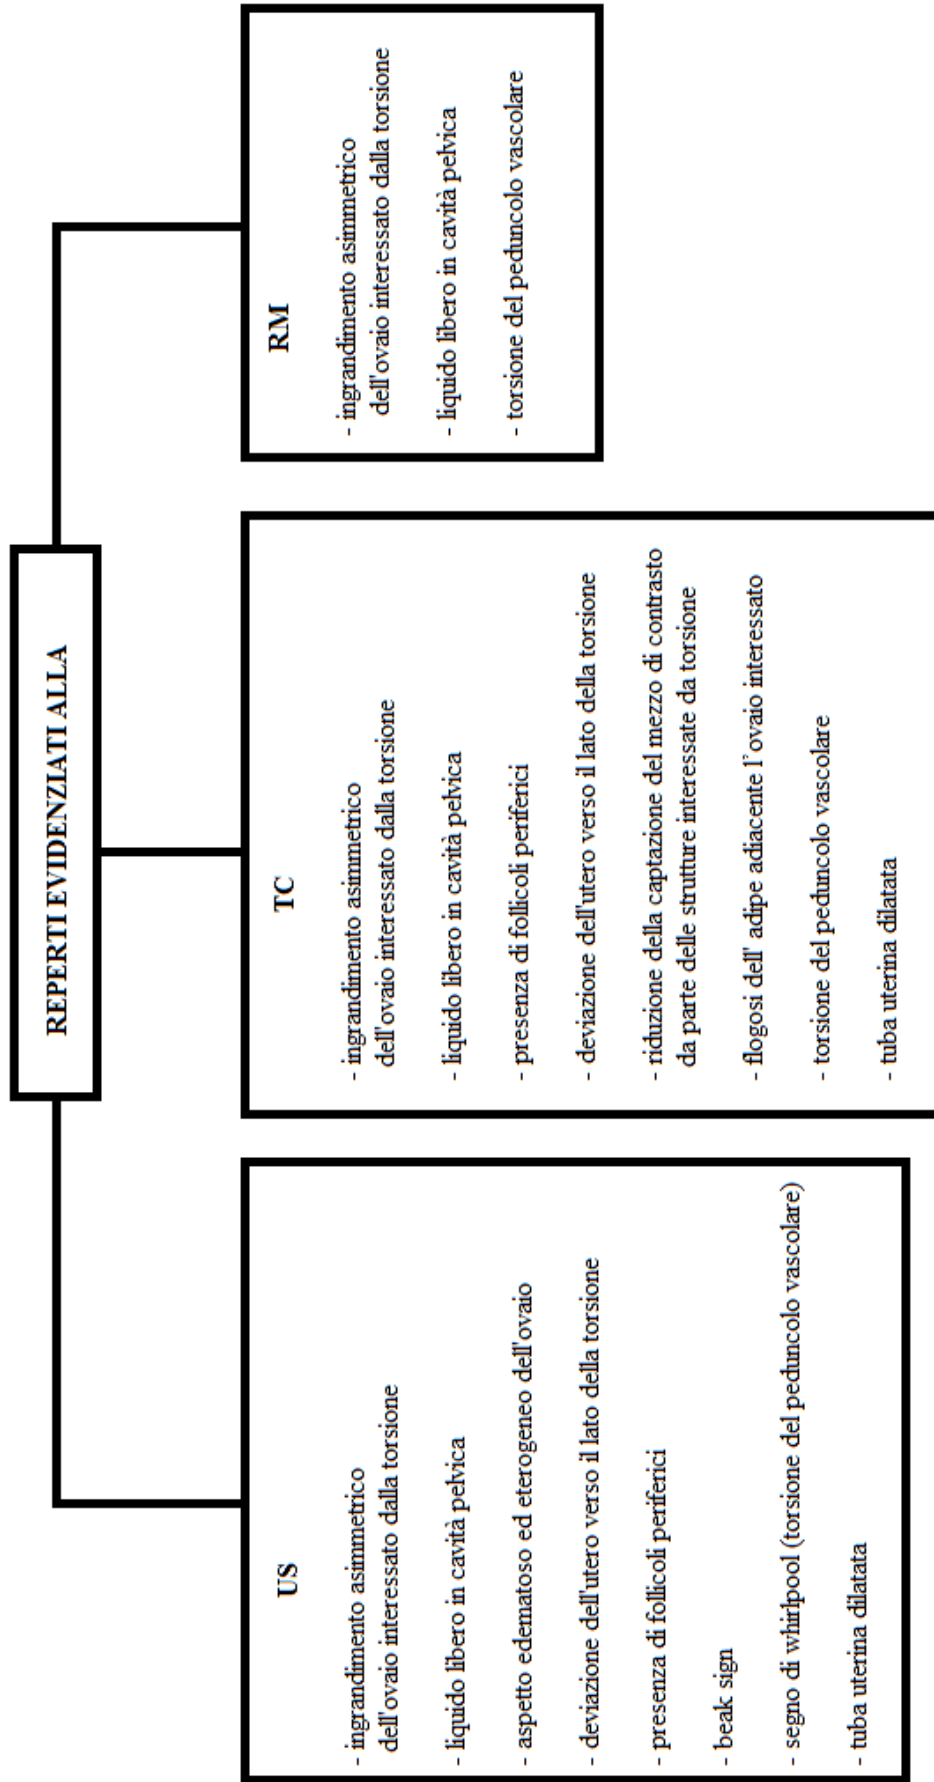 REPERTI EVIDENZIATI ALLA
US
- ingrandimento asimmetrico
dell'ovaio interessato dalla torsione
- liquido libero in cavità pelvica
- aspetto edematoso ed eterogeneo dell'ovaio
- deviazione dell'utero verso il lato della torsione
- presenza di follicoli periferici
- beak sign
- segno di whirlpool (torsione del peduncolo vascolare)
- tuba uterina dilatata
TC
- ingrandimento asimmetrico
dell'ovaio interessato dalla torsione
- liquido libero in cavità pelvica
- presenza di follicoli periferici
- deviazione dell'utero verso il lato della torsione
- riduzione della captazione del mezzo di contrasto
da parte delle strutture interessate da torsione
- flogosi dell' adipe adiacente l'ovaio interessato
- torsione del peduncolo vascolare
- tuba uterina dilatata
RM
- ingrandimento asimmetrico
dell'ovaio interessato dalla torsione
- liquido libero in cavità pelvica
- torsione del peduncolo vascolare